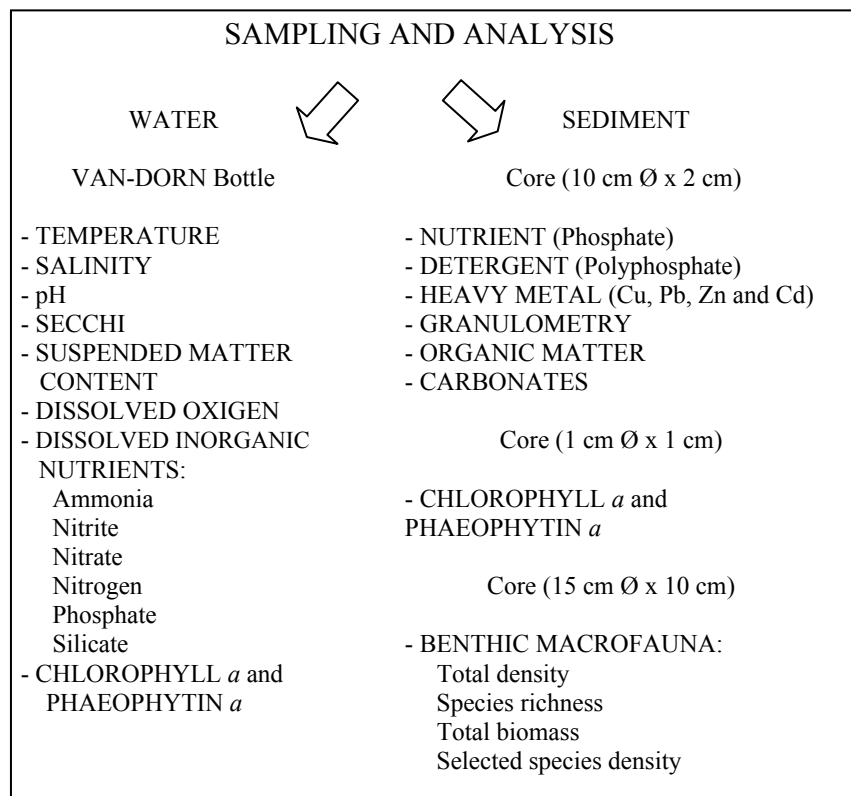 SAMPLING AND ANALYSIS
WATER
VAN-DORN Bottle
- TEMPERATURE
- SALINITY
- pH
- SECCHI
- SUSPENDED MATTER
CONTENT
- DISSOLVED OXIGEN
- DISSOLVED INORGANIC
NUTRIENTS:
Ammonia
Nitrite
Nitrate
Nitrogen
Phosphate
Silicate
- CHLOROPHYLL a and
PHAEOPHYTIN a
SEDIMENT
Core (10 cm Ø x 2 cm)
- NUTRIENT (Phosphate)
- DETERGENT (Polyphosphate)
- HEAVY METAL (Cu, Pb, Zn and Cd)
- GRANULOMETRY
- ORGANIC MATTER
- CARBONATES
Core (1 cm Ø x 1 cm)
- CHLOROPHYLL a and
PHAEOPHYTIN a
Core (15 cm Ø x 10 cm)
- BENTHIC MACROFAUNA:
Total density
Species richness
Total biomass
Selected species density